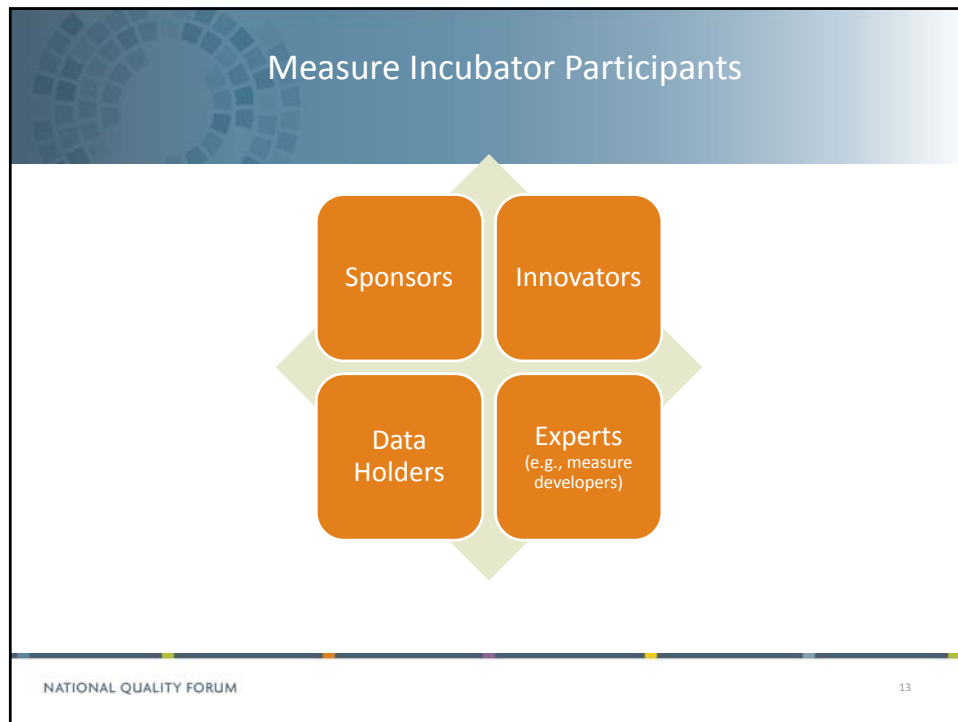 Measure Incubator Participants
Sponsors
Innovators
Data
Holders
Experts
(e.g., measure
developers)
NATIONAL QUALITY FORUM
13